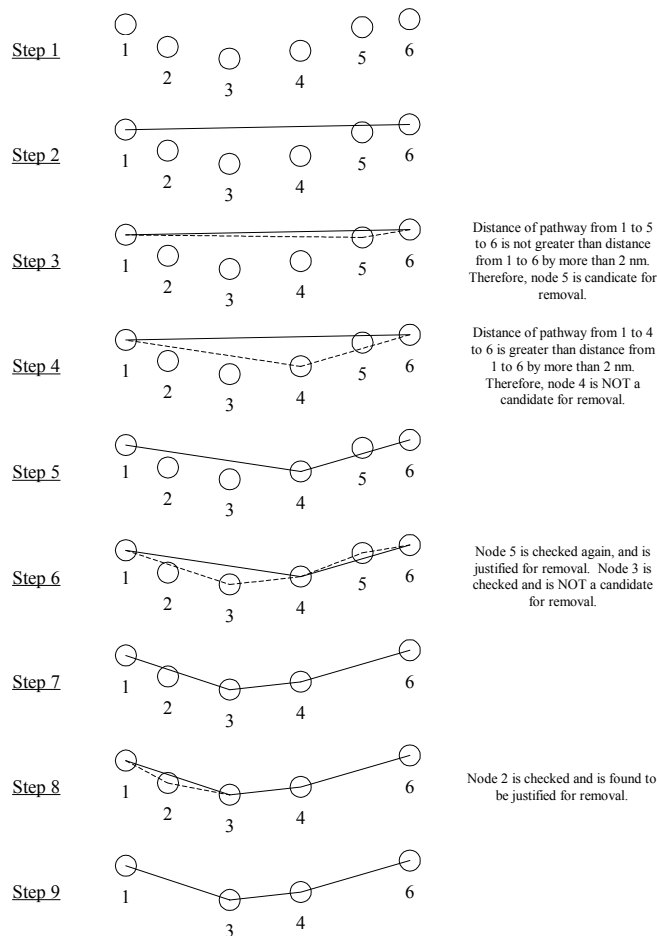 Step 1
1
2
3
4
5
6
Step 2
1
2
3
4
5
6
Step 3
1
2
3
4
5
6
Distance of pathway from 1 to 5
to 6 is not greater than distance
from 1 to 6 by more than 2 nm.
Therefore, node 5 is candicate for
removal.
Step 4
1
2
3
4
5
6
Distance of pathway from 1 to 4
to 6 is greater than distance from
1 to 6 by more than 2 nm.
Therefore, node 4 is NOT a
candidate for removal.
Step 5
1
2
3
4
5
6
Step 6
1
2
3
4
5
6
Node 5 is checked again, and is
justified for removal. Node 3 is
checked and is NOT a candidate
for removal.
Step 7
1
2
3
4
6
Step 8
1
2
3
4
6
Node 2 is checked and is found to
be justified for removal.
Step 9
1
3
4
6